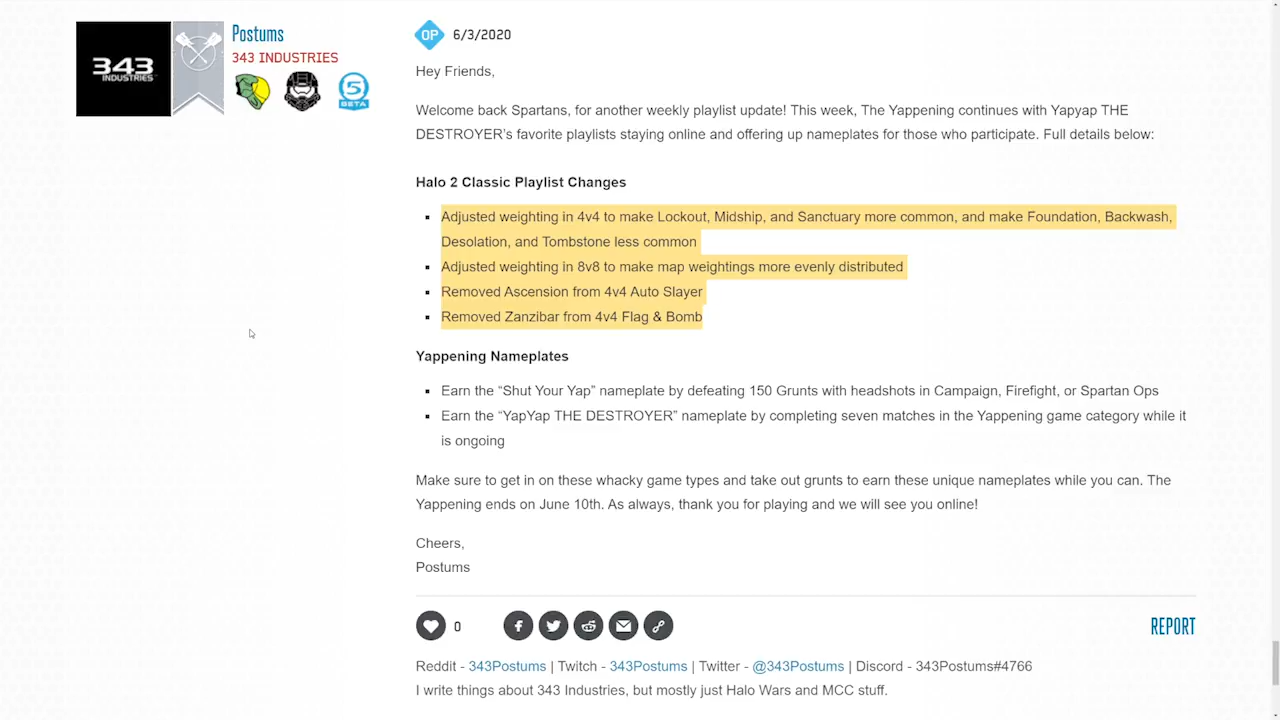 343
INDUSTRIES
Postums
343 INDUSTRIES
5
BETA
OP 6/3/2020
Hey Friends,
Welcome back Spartans, for another weekly playlist update! This week, The Yappening continues with Yapyap THE
DESTROYER’s favorite playlists staying online and offering up nameplates for those who participate. Full details below:
Halo 2 Classic Playlist Changes
Adjusted weighting in 4v4 to make Lockout, Midship, and Sanctuary more common, and make Foundation, Backwash,
Desolation, and Tombstone less common
Adjusted weighting in 8v8 to make map weightings more evenly distributed
Removed Ascension from 4v4 Auto Slayer
Removed Zanzibar from 4v4 Flag & Bomb
Yappening Nameplates
Earn the “Shut Your Yap” nameplate by defeating 150 Grunts with headshots in Campaign, Firefight, or Spartan Ops
Earn the “YapYap THE DESTROYER” nameplate by completing seven matches in the Yappening game category while it
is ongoing
Make sure to get in on these whacky game types and take out grunts to earn these unique nameplates while you can. The
Yappening ends on June 10th. As always, thank you for playing and we will see you online!
Cheers,
Postums
0
REPORT
Reddit - 343Postums | Twitch - 343Postums | Twitter - @343Postums | Discord - 343Postums#4766
I write things about 343 Industries, but mostly just Halo Wars and MCC stuff.